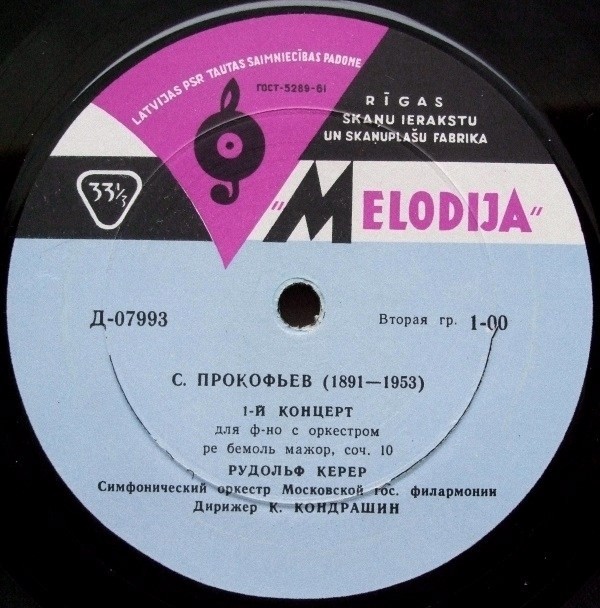 LATVIJAS PSR TAUTAS SAIMNIECĪBAS PADOME
ГОСТ-5289-61
RĪGAS
SKAŅU IERAKSTU
UN SKAŅUPLAŠU FABRIKA
33⅓
"MELODIJA"
Д-07993
Вторая гр. 1-00
С. ПРОКОФЬЕВ (1891—1953)
1-Й КОНЦЕРТ
для ф-но с оркестром
ре бемоль мажор, соч. 10
РУДОЛЬФ КЕРЕР
Симфонический оркестр Московской гос. филармонии
Дирижер К. КОНДРАШИН